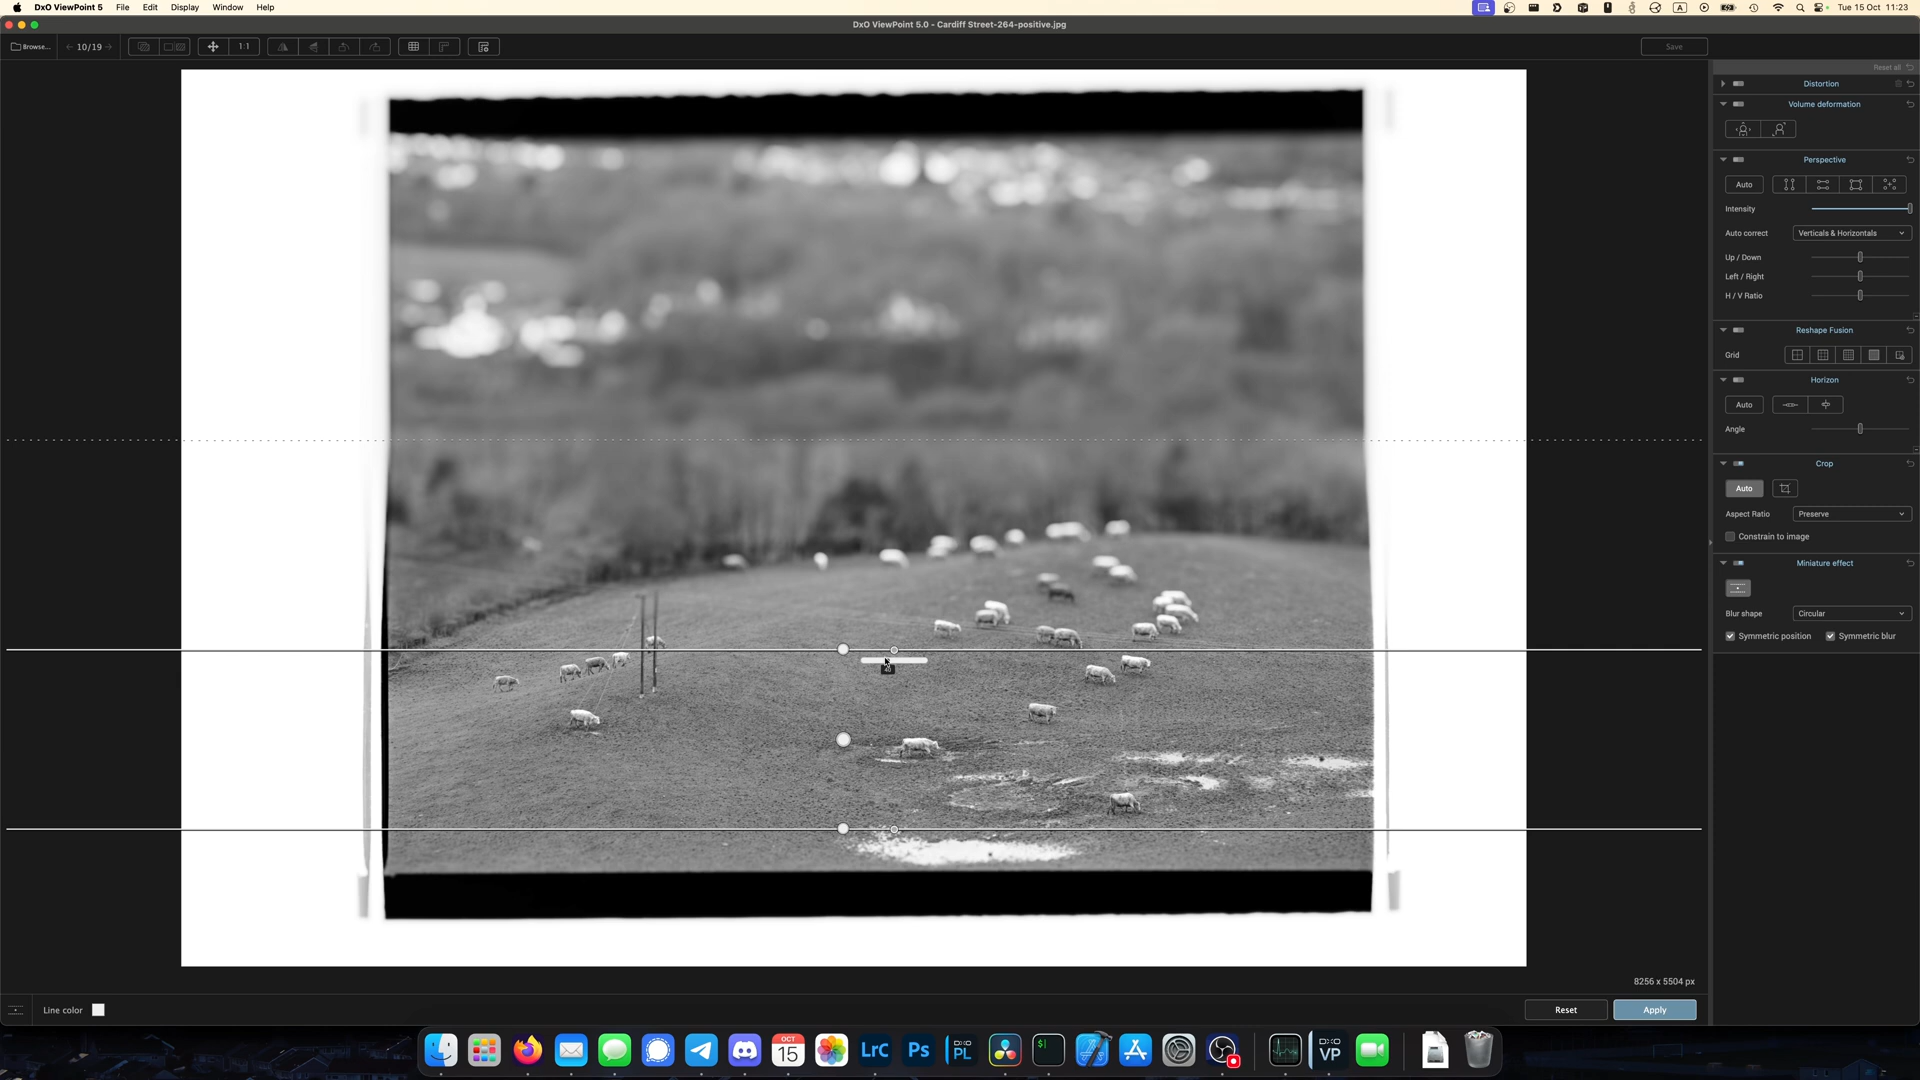 DxO ViewPoint 5 File Edit Display Window Help
A Tue 15 Oct 11:23
DxO ViewPoint 5.0 - Cardiff Street-264-positive.jpg
Browse... 10/19 1:1 Save
Reset all
Distortion
Volume deformation
Perspective
Auto
Intensity
Auto correct Verticals & Horizontals
Up / Down
Left / Right
H / V Ratio
Reshape Fusion
Grid
Horizon
Auto
Angle
Crop
Auto
Aspect Ratio Preserve
Constrain to image
Miniature effect
Blur shape Circular
Symmetric position Symmetric blur
8256 x 5504 px
Line color Reset Apply
OCT
15
LrC
Ps
DXO
PL
$
DXO
VP